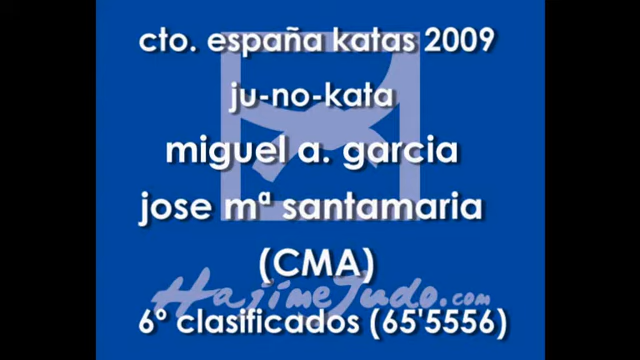 cto. españa katas 2009
ju-no-kata
miguel a. garcia
jose mª santamaria
(CMA)
HajimeJudo.com
6º clasificados (65'5556)